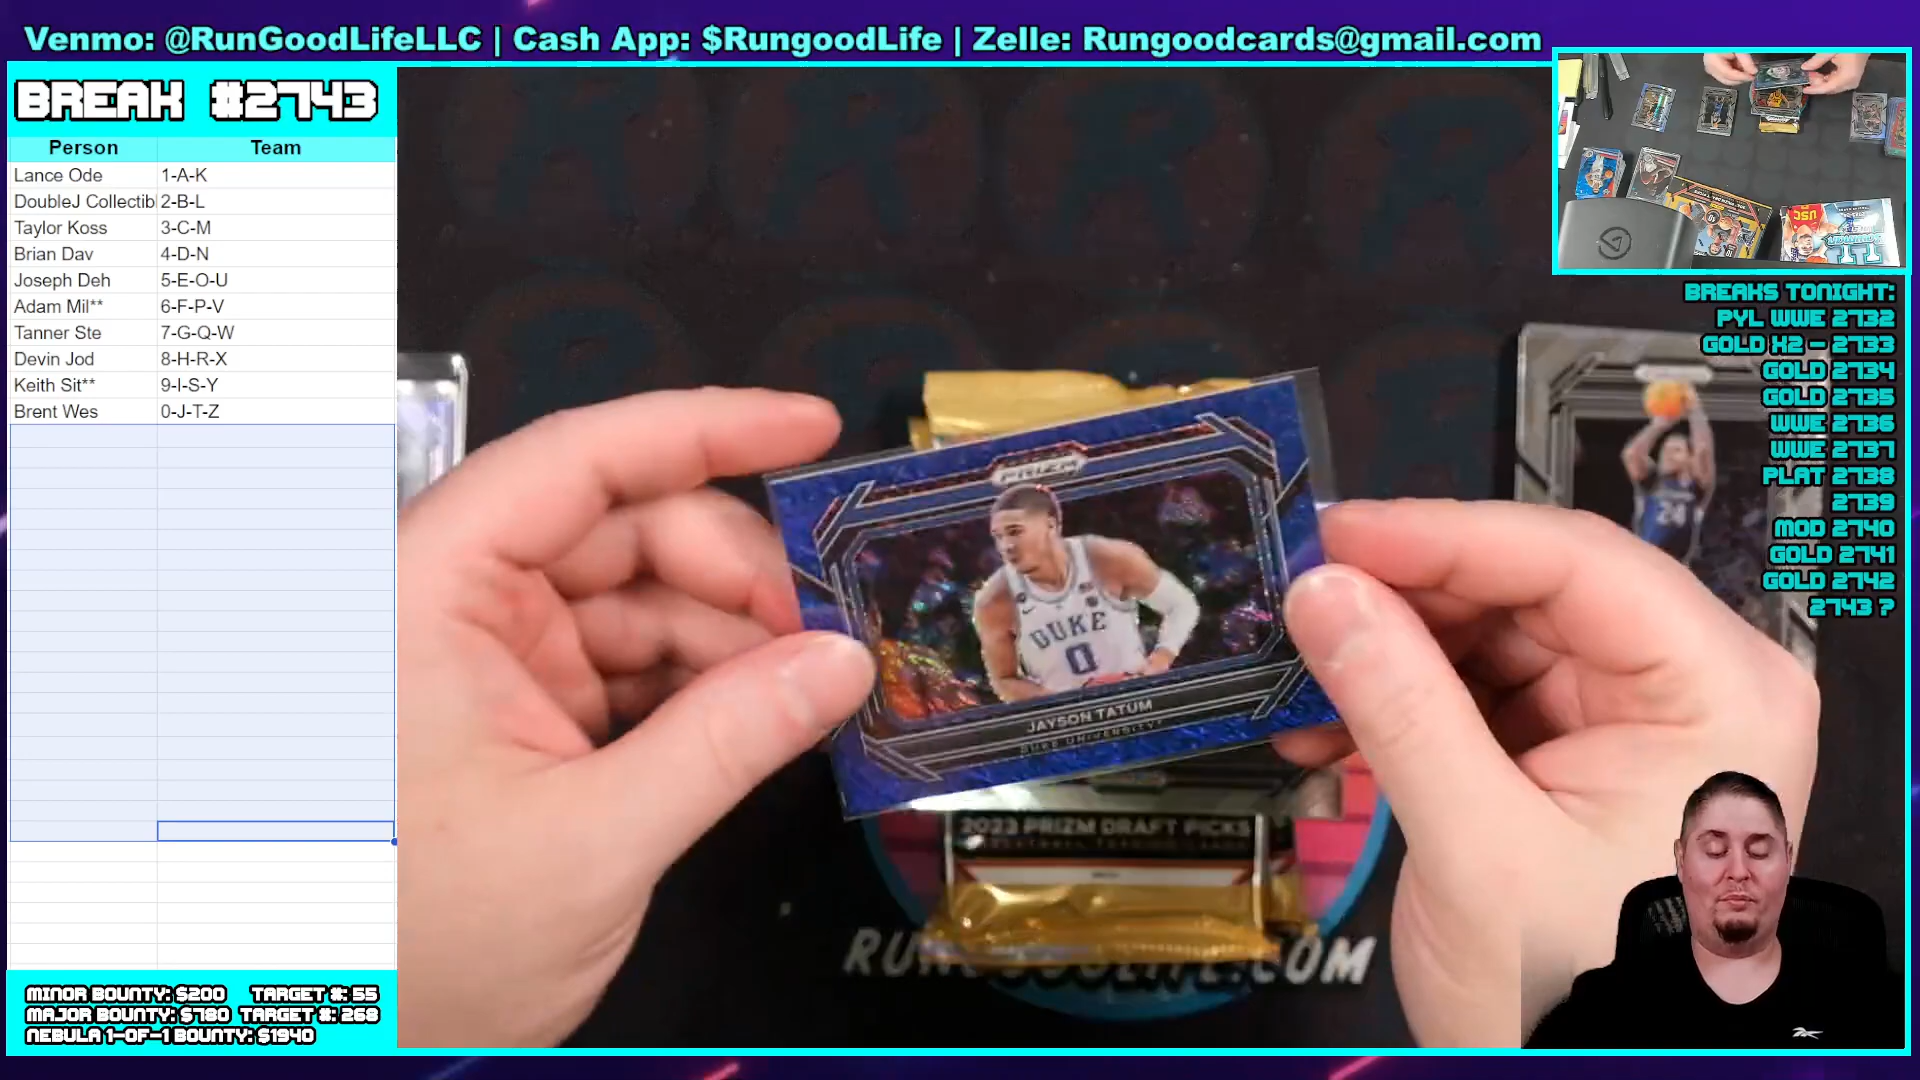 Venmo: @RunGoodLifeLLC | Cash App: $RungoodLife | Zelle: Rungoodcards@gmail.com
BREAK #2743
Person Team
Lance Ode 1-A-K
DoubleJ Collectib 2-B-L
Taylor Koss 3-C-M
Brian Dav 4-D-N
Joseph Deh 5-E-O-U
Adam Mil** 6-F-P-V
Tanner Ste 7-G-Q-W
Devin Jod 8-H-R-X
Keith Sit** 9-I-S-Y
Brent Wes 0-J-T-Z
MINOR BOUNTY: $200 TARGET #: 55
MAJOR BOUNTY: $780 TARGET #: 268
NEBULA 1-OF-1 BOUNTY: $1940
PRIZM
DUKE
0
JAYSON TATUM
DUKE UNIVERSITY
24
2023 PRIZM DRAFT PICKS
BASKETBALL TRADING CARDS
USC
BREAKS TONIGHT:
PYL WWE 2732
GOLD X2 - 2733
GOLD 2734
GOLD 2735
WWE 2736
WWE 2737
PLAT 2738
2739
MOD 2740
GOLD 2741
GOLD 2742
2743 ?